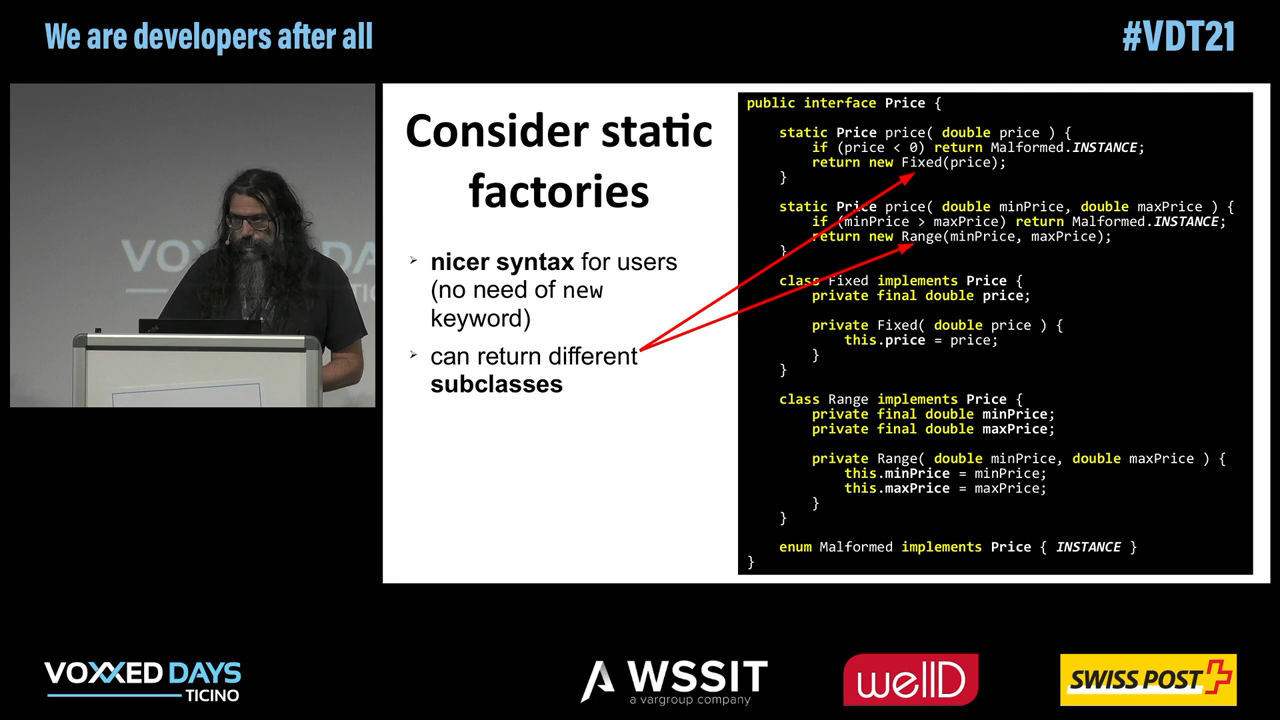 We are developers after all
#VDT21
VOXXED DAYS
TIC
Consider static
factories
nicer syntax for users
(no need of new
keyword)
can return different
subclasses
public interface Price {
static Price price( double price ) {
if (price < 0) return Malformed.INSTANCE;
return new Fixed(price);
}
static Price price( double minPrice, double maxPrice ) {
if (minPrice > maxPrice) return Malformed.INSTANCE;
return new Range(minPrice, maxPrice);
}
class Fixed implements Price {
private final double price;
private Fixed( double price ) {
this.price = price;
}
}
class Range implements Price {
private final double minPrice;
private final double maxPrice;
private Range( double minPrice, double maxPrice ) {
this.minPrice = minPrice;
this.maxPrice = maxPrice;
}
}
enum Malformed implements Price { INSTANCE }
}
VOXXED DAYS
TICINO
WSSIT
a vargroup company
wellD
SWISS POST